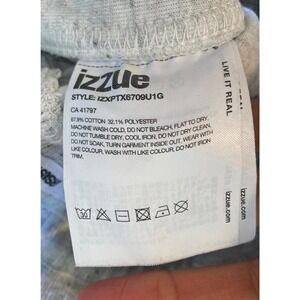 izzue
STYLE: IZXPTX6709U1G
CA 41797
67.9% COTTON 32.1% POLYESTER
MACHINE WASH COLD, DO NOT BLEACH, FLAT TO DRY.
DO NOT TUMBLE DRY, COOL IRON, DO NOT DRY CLEAN,
DO NOT SOAK, TURN GARMENT INSIDE OUT. WEAR WITH
LIKE COLOUR, WASH WITH LIKE COLOUR. DO NOT IRON
TRIM.
LIVE IT REAL
izzue.com
izzue.com